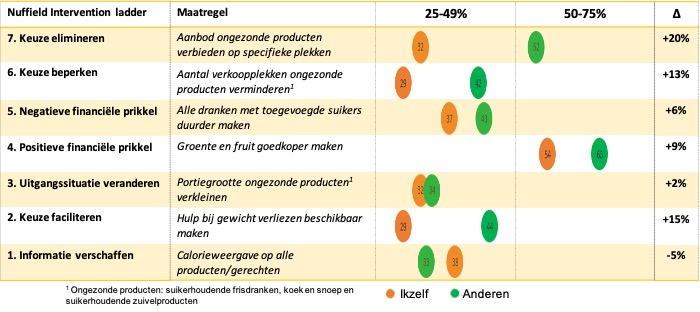 Nuffield Intervention ladder Maatregel 25-49% 50-75% Δ
7. Keuze elimineren Aanbod ongezonde producten +20%
verbieden op specifieke plekken
32 52
6. Keuze beperken Aantal verkoopplekken ongezonde +13%
producten verminderen¹
29 42
5. Negatieve financiële prikkel Alle dranken met toegevoegde suikers +6%
duurder maken
37 43
4. Positieve financiële prikkel Groente en fruit goedkoper maken +9%
54 63
3. Uitgangssituatie veranderen Portiegrootte ongezonde producten¹ +2%
verkleinen
32 34
2. Keuze faciliteren Hulp bij gewicht verliezen beschikbaar +15%
maken
29 44
1. Informatie verschaffen Calorieweergave op alle -5%
producten/gerechten
33 38
¹ Ongezonde producten: suikerhoudende frisdranken, koek en snoep en
suikerhoudende zuivelproducten
Ikzelf Anderen